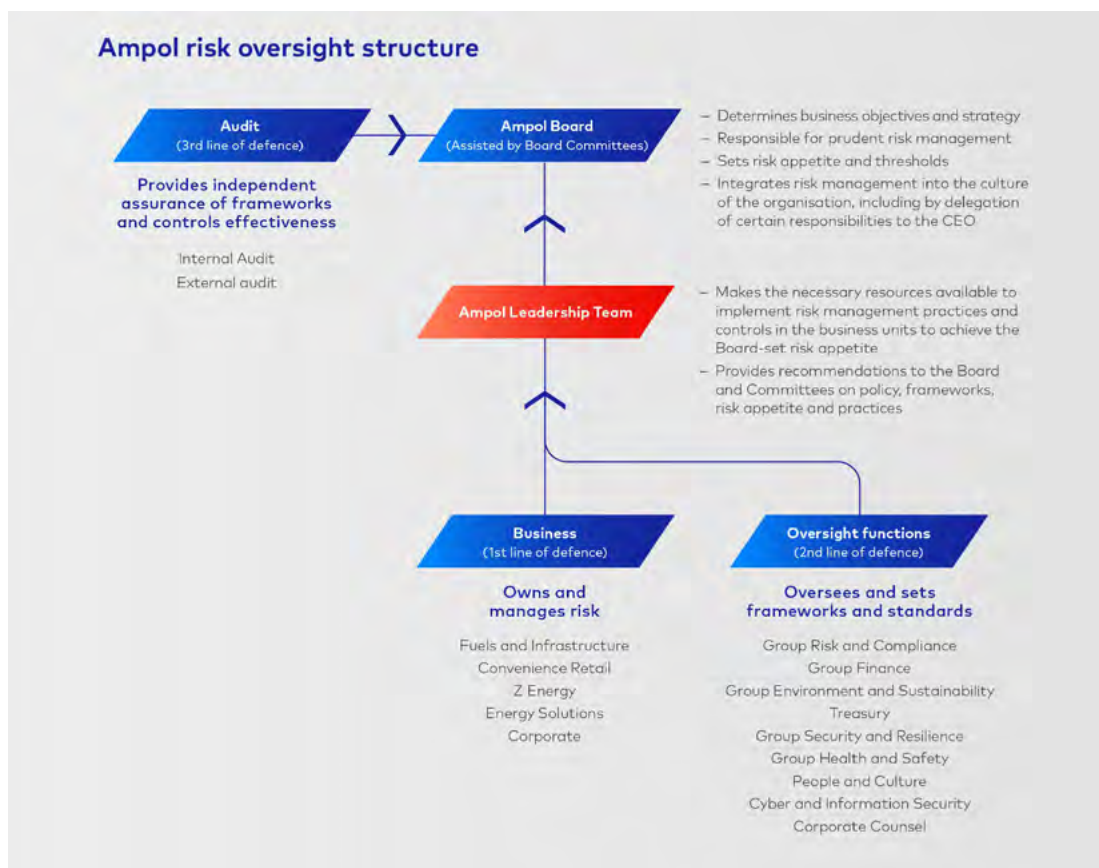 Ampol risk oversight structure
Audit
(3rd line of defence)
Provides independent
assurance of frameworks
and controls effectiveness
Internal Audit
External audit
Ampol Board
(Assisted by Board Committees)
– Determines business objectives and strategy
– Responsible for prudent risk management
– Sets risk appetite and thresholds
– Integrates risk management into the culture
of the organisation, including by delegation
of certain responsibilities to the CEO
Ampol Leadership Team
– Makes the necessary resources available to
implement risk management practices and
controls in the business units to achieve the
Board-set risk appetite
– Provides recommendations to the Board
and Committees on policy, frameworks,
risk appetite and practices
Business
(1st line of defence)
Owns and
manages risk
Fuels and Infrastructure
Convenience Retail
Z Energy
Energy Solutions
Corporate
Oversight functions
(2nd line of defence)
Oversees and sets
frameworks and standards
Group Risk and Compliance
Group Finance
Group Environment and Sustainability
Treasury
Group Security and Resilience
Group Health and Safety
People and Culture
Cyber and Information Security
Corporate Counsel